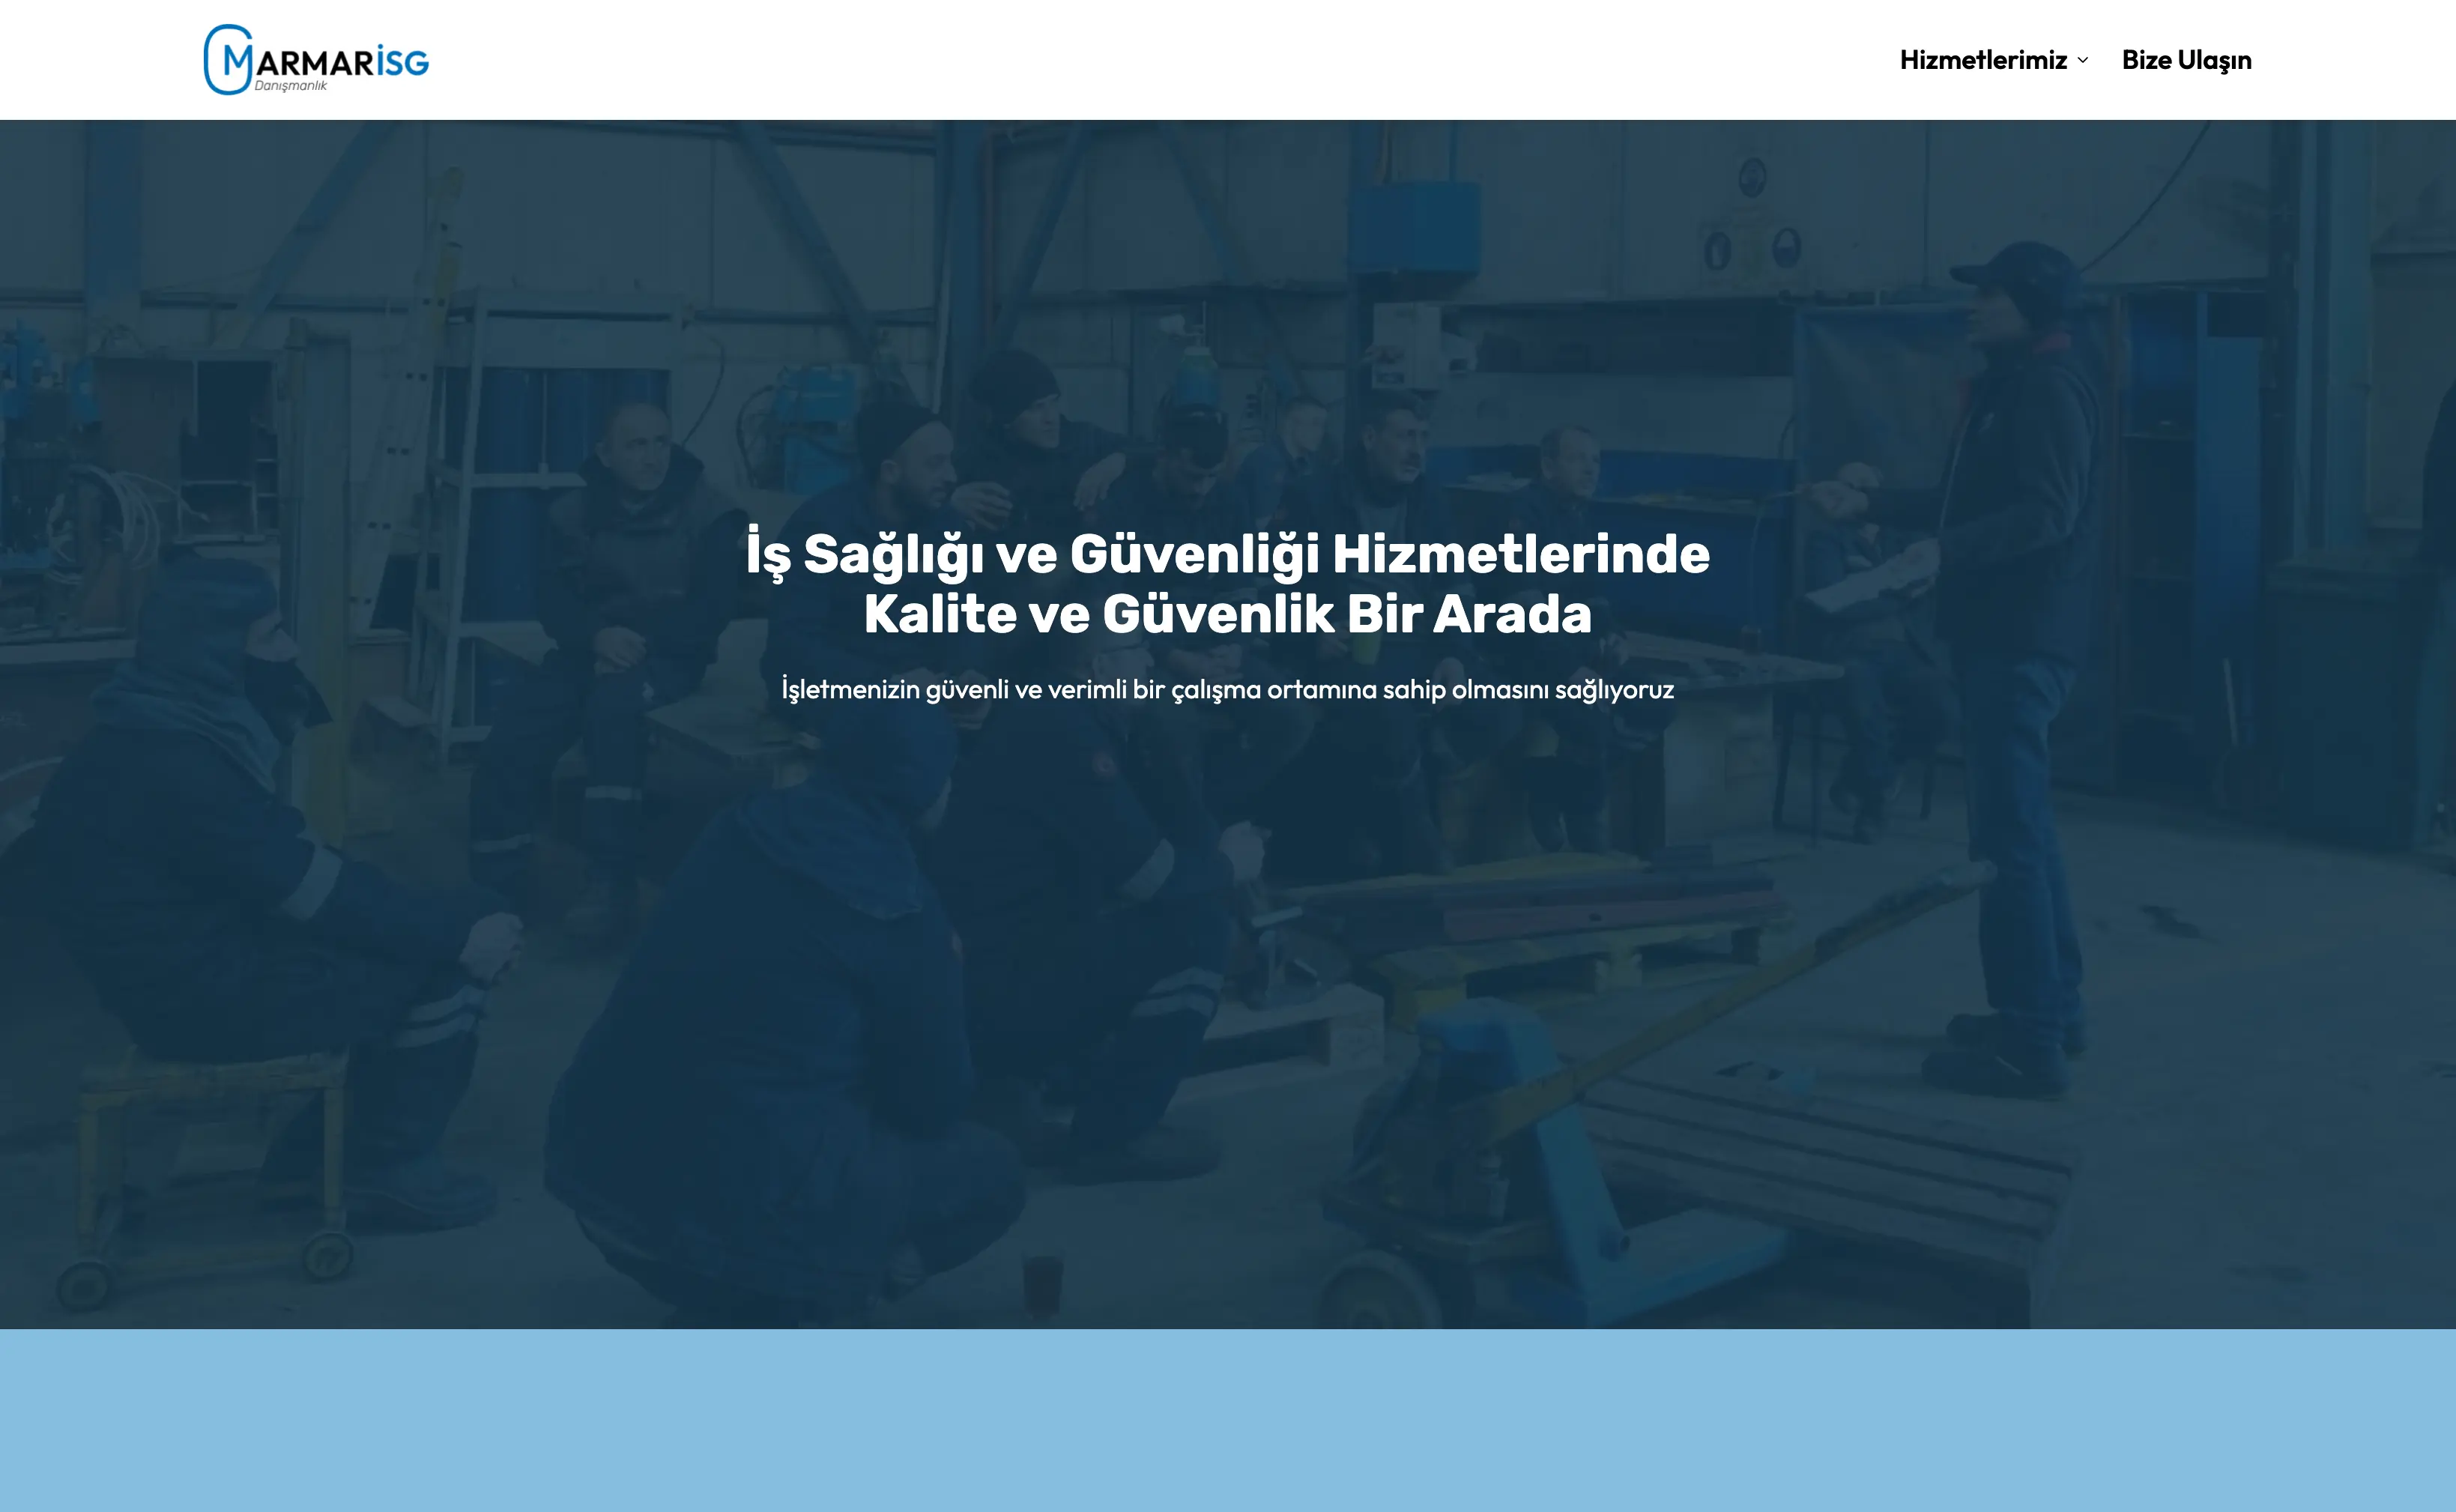 MARMARİSG
Danışmanlık
Hizmetlerimiz
Bize Ulaşın
İş Sağlığı ve Güvenliği Hizmetlerinde
Kalite ve Güvenlik Bir Arada
İşletmenizin güvenli ve verimli bir çalışma ortamına sahip olmasını sağlıyoruz